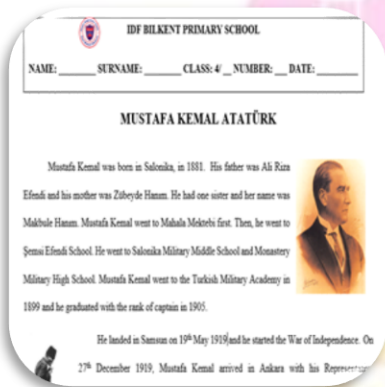 IDF BILKENT PRIMARY SCHOOL
NAME: ________ SURNAME: ________ CLASS: 4/ __ NUMBER: ___ DATE: _________
MUSTAFA KEMAL ATATÜRK
Mustafa Kemal was born in Salonika, in 1881. His father was Ali Rıza
Efendi and his mother was Zübeyde Hanım. He had one sister and her name was
Makbule Hanım. Mustafa Kemal went to Mahala Mektebi first. Then, he went to
Şemsi Efendi School. He went to Salonika Military Middle School and Monastery
Military High School. Mustafa Kemal went to the Turkish Military Academy in
1899 and he graduated with the rank of captain in 1905.
He landed in Samsun on 19th May 1919 and he started the War of Independence. On
27th December 1919, Mustafa Kemal arrived in Ankara with his